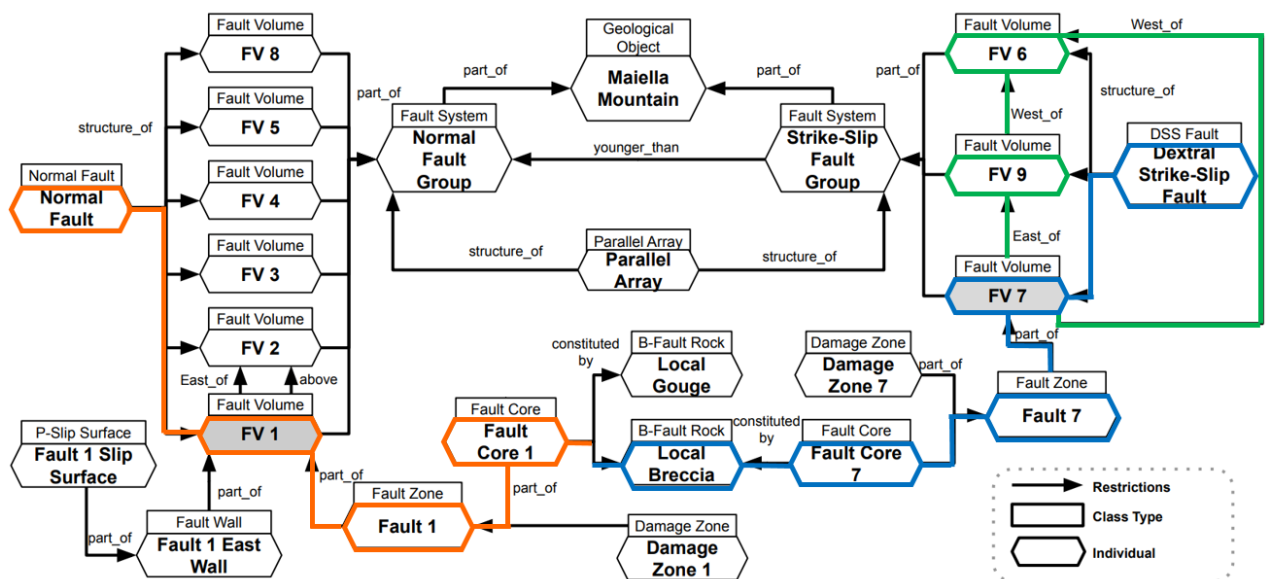 Fault Volume
FV 8
Fault Volume
FV 5
Fault Volume
FV 4
Fault Volume
FV 3
Fault Volume
FV 2
East_of
above
Fault Volume
FV 1
structure_of
Normal Fault
Normal
Fault
P-Slip Surface
Fault 1 Slip
Surface
part_of
Fault Wall
Fault 1 East
Wall
part_of
part_of
Fault Zone
Fault 1
part_of
Fault System
Normal
Fault
Group
part_of
Geological
Object
Maiella
Mountain
part_of
Fault System
Strike-Slip
Fault
Group
younger_than
structure_of
Parallel Array
Parallel
Array
structure_of
constituted
by
B-Fault Rock
Local
Gouge
Fault Core
Fault
Core 1
part_of
B-Fault Rock
Local
Breccia
constituted
by
Fault Core
Fault Core
7
Damage Zone
Damage
Zone 7
part_of
Damage Zone
Damage
Zone 1
part_of
Fault Volume
FV 6
West_of
structure_of
West_of
Fault Volume
FV 9
East_of
DSS Fault
Dextral
Strike-Slip
Fault
Fault Volume
FV 7
part_of
Fault Zone
Fault 7
Restrictions
Class Type
Individual